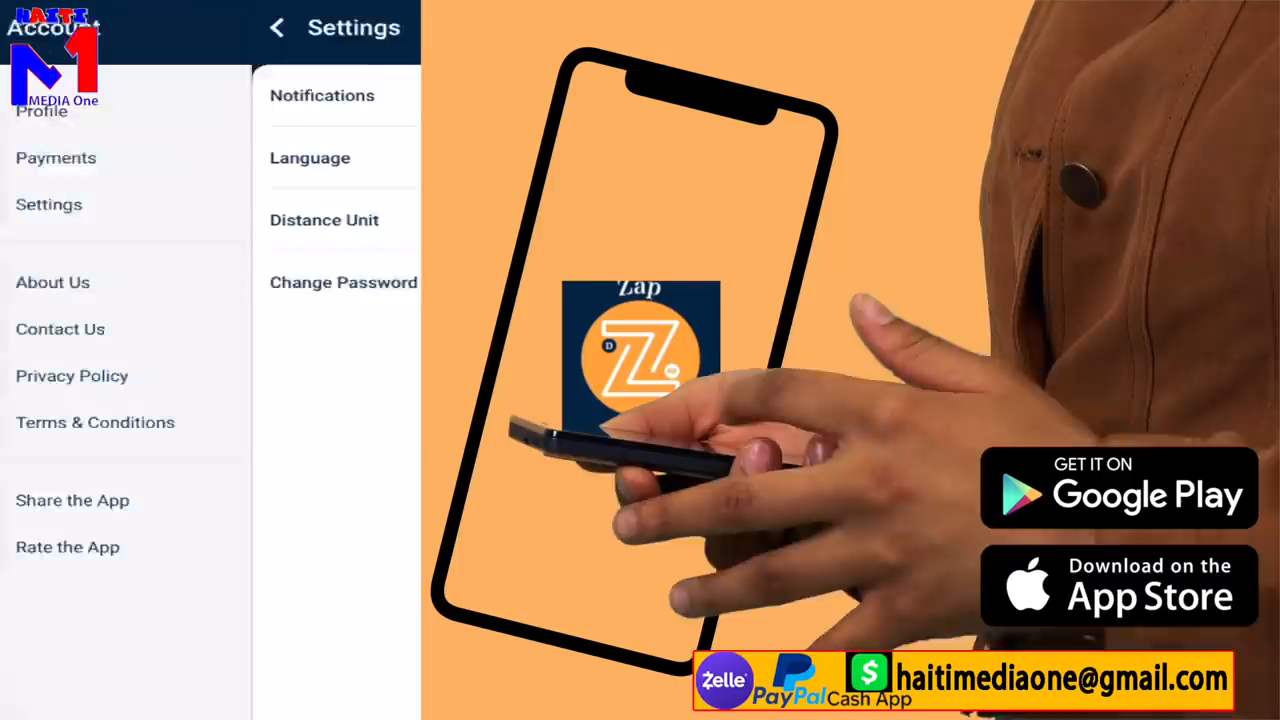 HAITI
M1
MEDIA One
Account
Profile
Payments
Settings
About Us
Contact Us
Privacy Policy
Terms & Conditions
Share the App
Rate the App
Settings
Notifications
Language
Distance Unit
Change Password
Zap
D
Z
GET IT ON
Google Play
Download on the
App Store
Zelle
PayPal
$
Cash App
haitimediaone@gmail.com